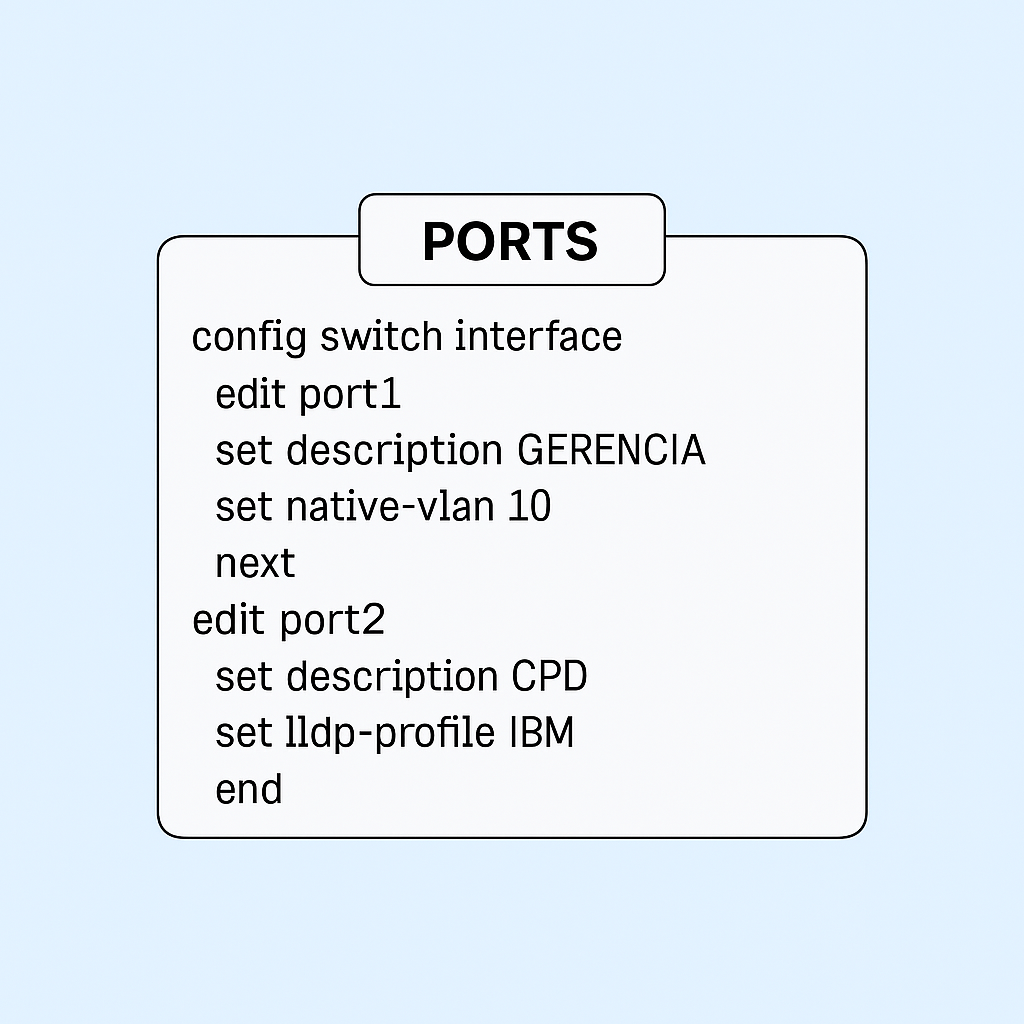 PORTS
config switch interface
edit port1
set description GERENCIA
set native-vlan 10
next
edit port2
set description CPD
set lldp-profile IBM
end